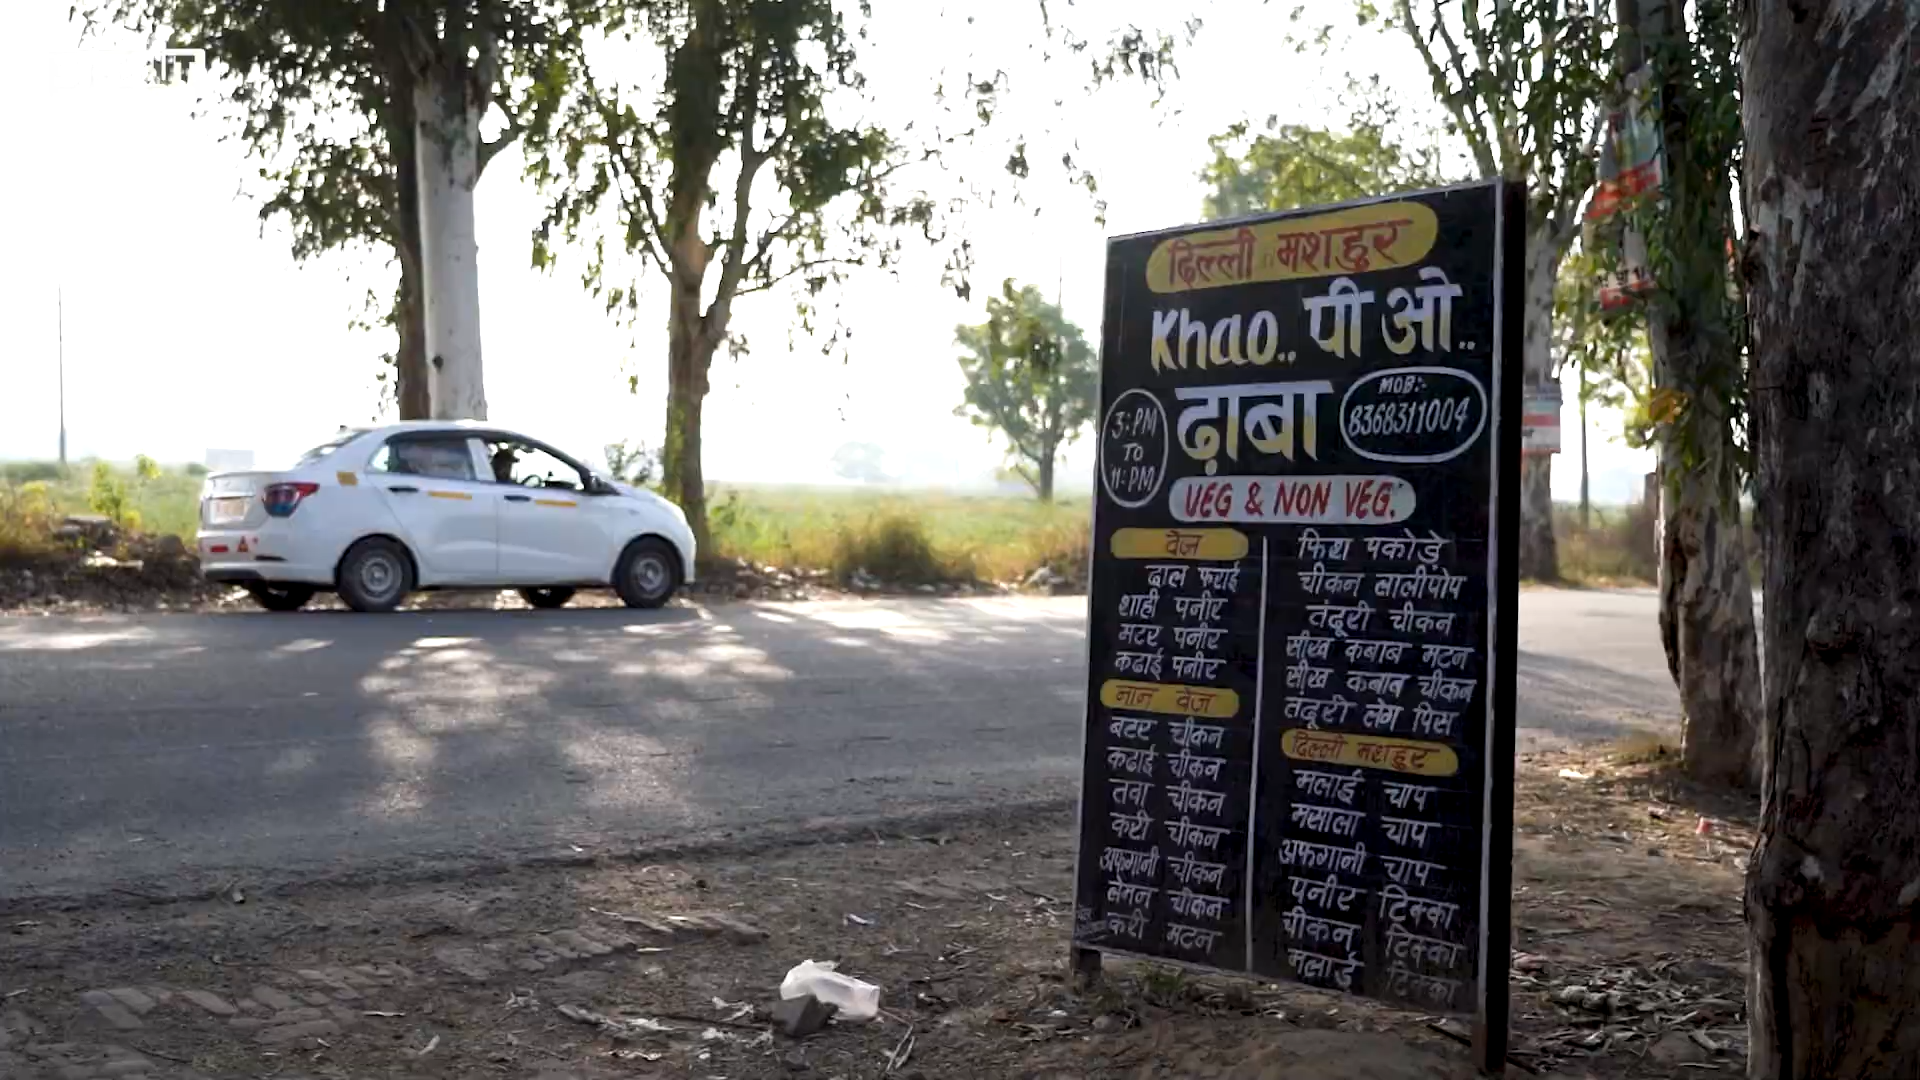 दिल्ली मशहुर
Khao.. पीओ..
ढ़ाबा
3:PM
TO
11:PM
MOB:-
8368311004
VEG & NON VEG.
वेज
दाल फराई
शाही पनीर
मटर पनीर
कढाई पनीर
नान वेज
बटर चीकन
कढाई चीकन
तवा चीकन
करी चीकन
अफगानी चीकन
लेमन चीकन
करी मटन
फिश पकोड़े
चीकन लालीपोप
तंदूरी चीकन
सीख कबाब मटन
सीख कबाब चीकन
तंदूरी लेग पिस
दिल्ली मशहुर
मलाई चाप
मसाला चाप
अफगानी चाप
पनीर टिक्का
चीकन टिक्का
मलाई टिक्का